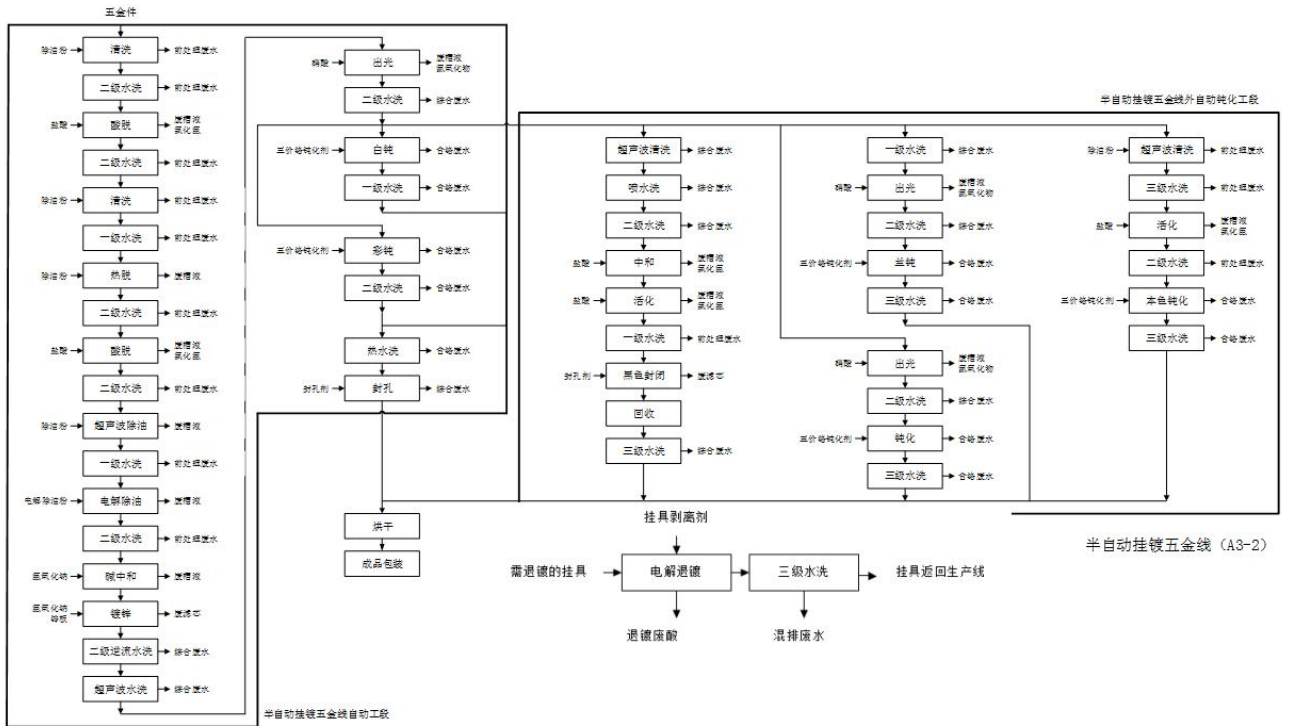 五金件
除油粉 清洗 前处理废水
二级水洗 前处理废水
盐酸 酸脱 废槽液
氯化氢
二级水洗 前处理废水
除油粉 清洗 前处理废水
一级水洗 前处理废水
除油粉 热脱 废槽液
二级水洗 前处理废水
盐酸 酸脱 废槽液
氯化氢
二级水洗 前处理废水
除油粉 超声波除油 废槽液
一级水洗 前处理废水
电解除油粉 电解除油 废槽液
二级水洗 前处理废水
氢氧化钠 碱中和 废槽液
氢氧化钠
锌板
镀锌 废滤芯
二级逆流水洗 综合废水
超声波水洗 综合废水
半自动挂镀五金线自动工段
硝酸 出光 废槽液
氮氧化物
二级水洗 综合废水
三价铬钝化剂 白钝 含铬废水
一级水洗 含铬废水
三价铬钝化剂 彩钝 含铬废水
二级水洗 含铬废水
热水洗 含铬废水
封孔剂 封孔 综合废水
烘干
成品包装
半自动挂镀五金线外自动钝化工段
超声波清洗 综合废水
喷水洗 综合废水
二级水洗 综合废水
盐酸 中和 废槽液
氯化氢
盐酸 活化 废槽液
氯化氢
一级水洗 前处理废水
封孔剂 黑色封闭 废滤芯
回收
三级水洗 综合废水
一级水洗 综合废水
硝酸 出光 废槽液
氮氧化物
二级水洗 综合废水
三价铬钝化剂 兰钝 含铬废水
三级水洗 含铬废水
硝酸 出光 废槽液
氮氧化物
二级水洗 综合废水
三价铬钝化剂 钝化 含铬废水
三级水洗 含铬废水
除油粉 超声波清洗 前处理废水
三级水洗 前处理废水
盐酸 活化 废槽液
氯化氢
二级水洗 前处理废水
三价铬钝化剂 本色钝化 含铬废水
三级水洗 含铬废水
半自动挂镀五金线（A3-2）
挂具剥离剂
需退镀的挂具 电解退镀 三级水洗 挂具返回生产线
退镀废酸 混排废水